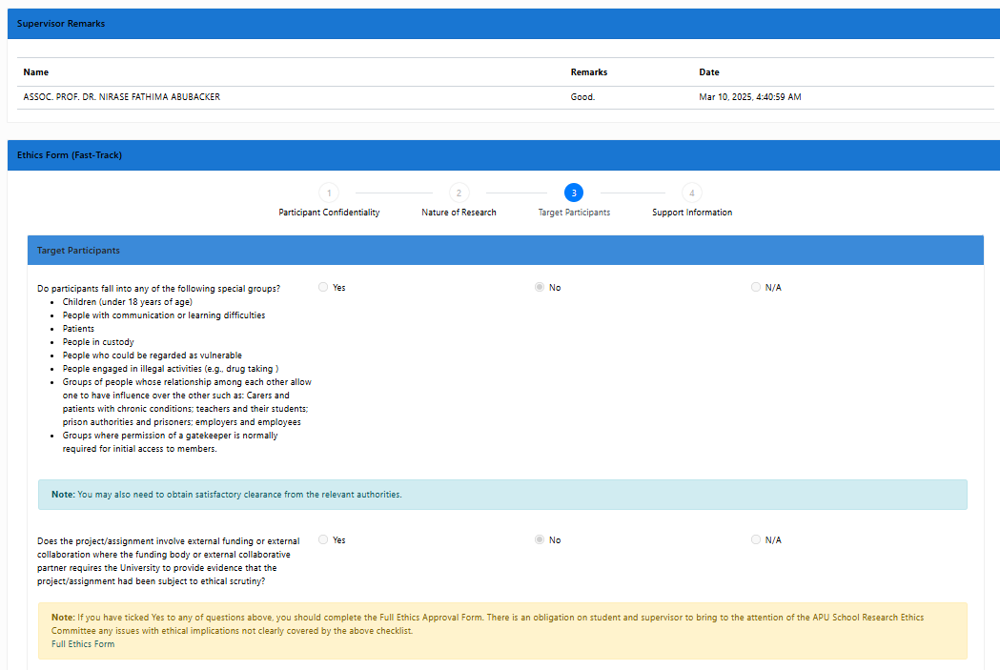 Supervisor Remarks
Name Remarks Date
ASSOC. PROF. DR. NIRASE FATHIMA ABUBACKER Good. Mar 10, 2025, 4:40:59 AM
Ethics Form (Fast-Track)
1 2 3 4
Participant Confidentiality Nature of Research Target Participants Support Information
Target Participants
Do participants fall into any of the following special groups? Yes No N/A
• Children (under 18 years of age)
• People with communication or learning difficulties
• Patients
• People in custody
• People who could be regarded as vulnerable
• People engaged in illegal activities (e.g., drug taking )
• Groups of people whose relationship among each other allow
one to have influence over the other such as: Carers and
patients with chronic conditions; teachers and their students;
prison authorities and prisoners; employers and employees
• Groups where permission of a gatekeeper is normally
required for initial access to members.
Note: You may also need to obtain satisfactory clearance from the relevant authorities.
Does the project/assignment involve external funding or external Yes No N/A
collaboration where the funding body or external collaborative
partner requires the University to provide evidence that the
project/assignment had been subject to ethical scrutiny?
Note: If you have ticked Yes to any of questions above, you should complete the Full Ethics Approval Form. There is an obligation on student and supervisor to bring to the attention of the APU School Research Ethics
Committee any issues with ethical implications not clearly covered by the above checklist.
Full Ethics Form